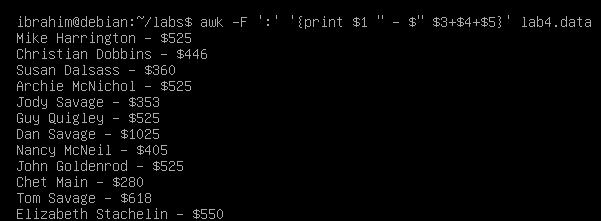 ibrahim@debian:~/labs$ awk -F ':' '{print $1 " - $" $3+$4+$5}' lab4.data
Mike Harrington - $525
Christian Dobbins - $446
Susan Dalsass - $360
Archie McNichol - $525
Jody Savage - $353
Guy Quigley - $525
Dan Savage - $1025
Nancy McNeil - $405
John Goldenrod - $525
Chet Main - $280
Tom Savage - $618
Elizabeth Stachelin - $550